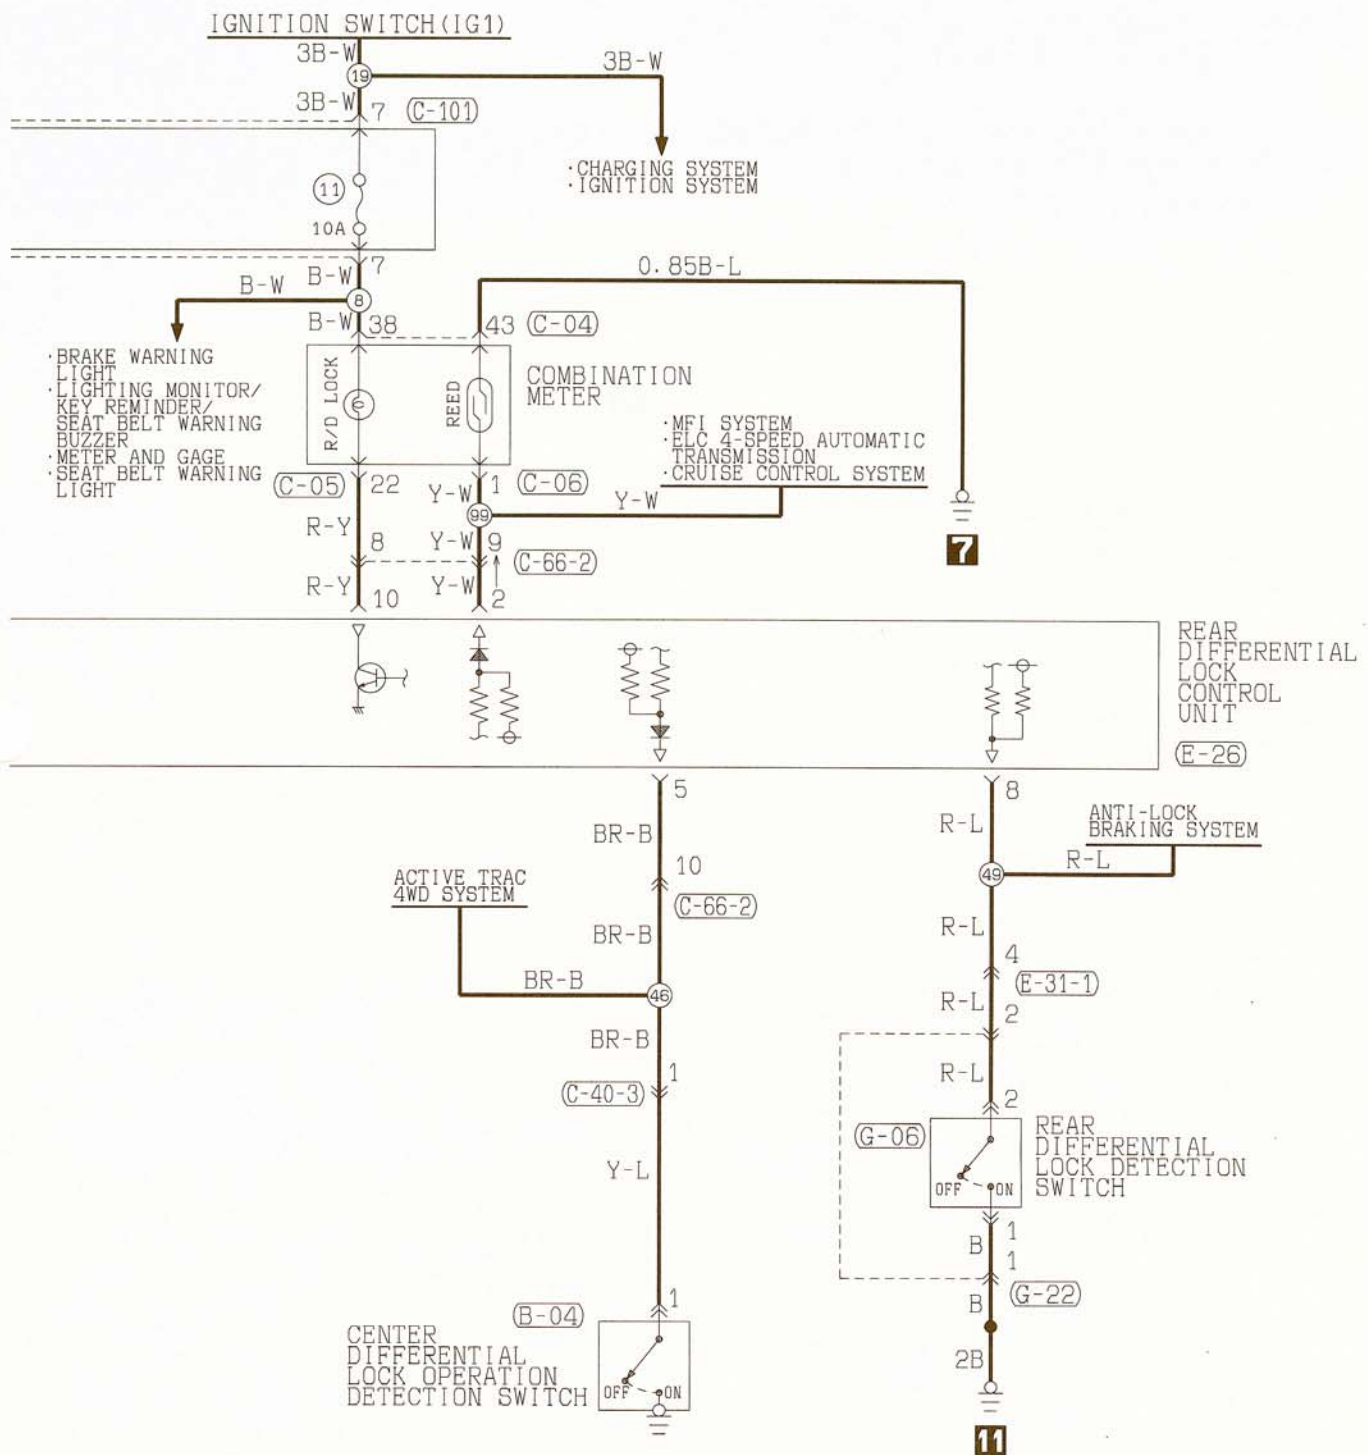 IGNITION SWITCH(IG1)
3B-W
19
3B-W
3B-W
7
C-101
·CHARGING SYSTEM
·IGNITION SYSTEM
11
10A
7
B-W
B-W
8
B-W
38
0.85B-L
43
C-04
·BRAKE WARNING
LIGHT
·LIGHTING MONITOR/
KEY REMINDER/
SEAT BELT WARNING
BUZZER
·METER AND GAGE
·SEAT BELT WARNING
LIGHT
R/D LOCK
REED
COMBINATION
METER
·MFI SYSTEM
·ELC 4-SPEED AUTOMATIC
TRANSMISSION
·CRUISE CONTROL SYSTEM
C-05
22
Y-W
1
C-06
99
Y-W
7
R-Y
8
Y-W
9
C-66-2
R-Y
10
Y-W
2
REAR
DIFFERENTIAL
LOCK
CONTROL
UNIT
E-26
5
BR-B
10
C-66-2
ACTIVE TRAC
4WD SYSTEM
BR-B
BR-B
46
BR-B
1
C-40-3
Y-L
1
B-04
CENTER
DIFFERENTIAL
LOCK OPERATION
DETECTION SWITCH
OFF
ON
8
R-L
ANTI-LOCK
BRAKING SYSTEM
49
R-L
R-L
4
E-31-1
R-L
2
R-L
2
G-06
REAR
DIFFERENTIAL
LOCK DETECTION
SWITCH
OFF
ON
1
B
1
G-22
B
2B
11